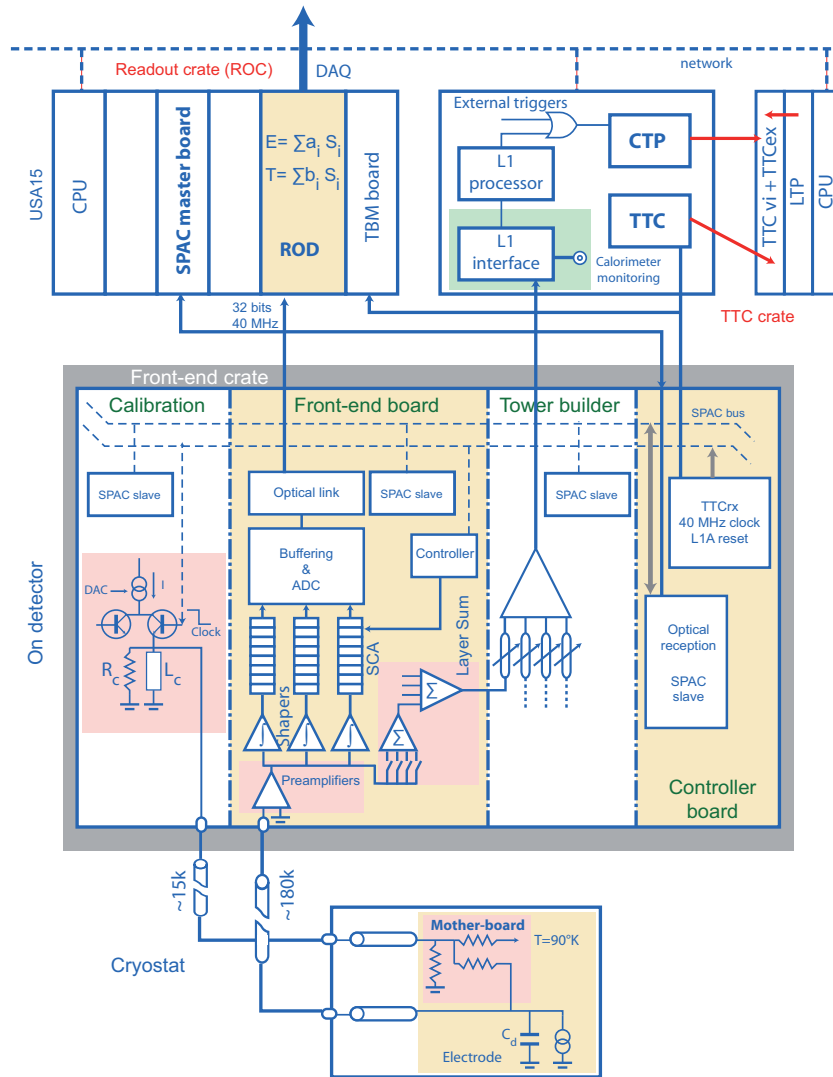 Readout crate (ROC)
DAQ
network
USA15
CPU
SPAC master board
E= ∑a_i S_i
T= ∑b_i S_i
ROD
TBM board
External triggers
CTP
L1
processor
TTC
L1
interface
Calorimeter
monitoring
TTC vi + TTCex
LTP
CPU
TTC crate
32 bits
40 MHz
Front-end crate
On detector
Calibration
Front-end board
Tower builder
SPAC bus
SPAC slave
Optical link
SPAC slave
SPAC slave
TTCrx
40 MHz clock
L1A reset
Buffering
&
ADC
Controller
DAC
I
Clock
R_c
L_c
SCA
Layer Sum
Shapers
∑
∑
∫
∫
∫
Preamplifiers
Optical
reception
SPAC
slave
Controller
board
~15k
~180k
Cryostat
Mother-board
T=90°K
C_d
Electrode